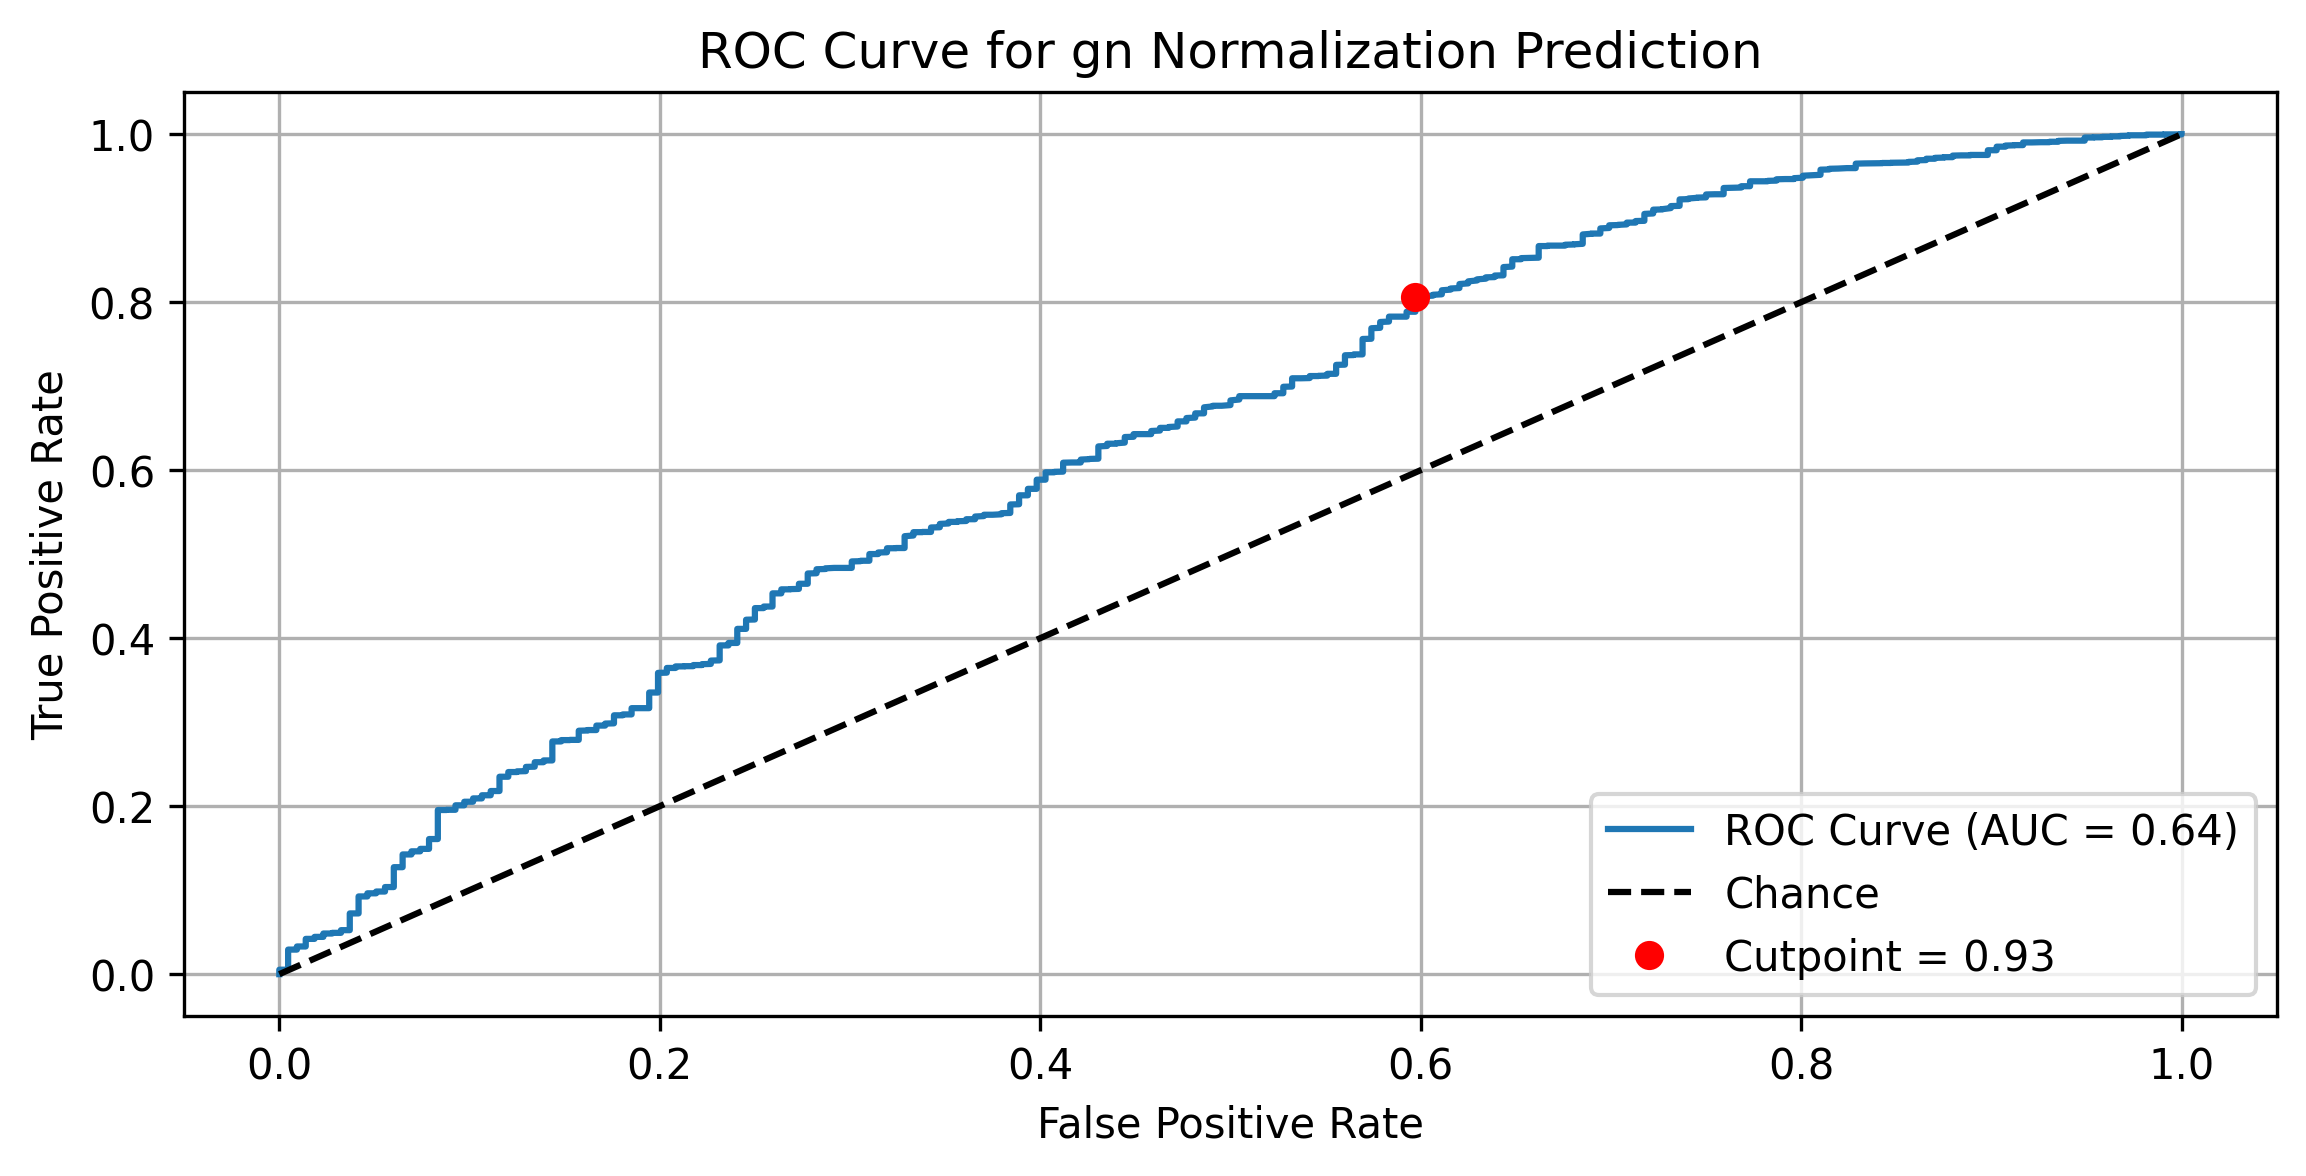 ROC Curve for gn Normalization Prediction
True Positive Rate
1.0
0.8
0.6
0.4
0.2
0.0
ROC Curve (AUC = 0.64)
Chance
Cutpoint = 0.93
0.0 0.2 0.4 0.6 0.8 1.0
False Positive Rate